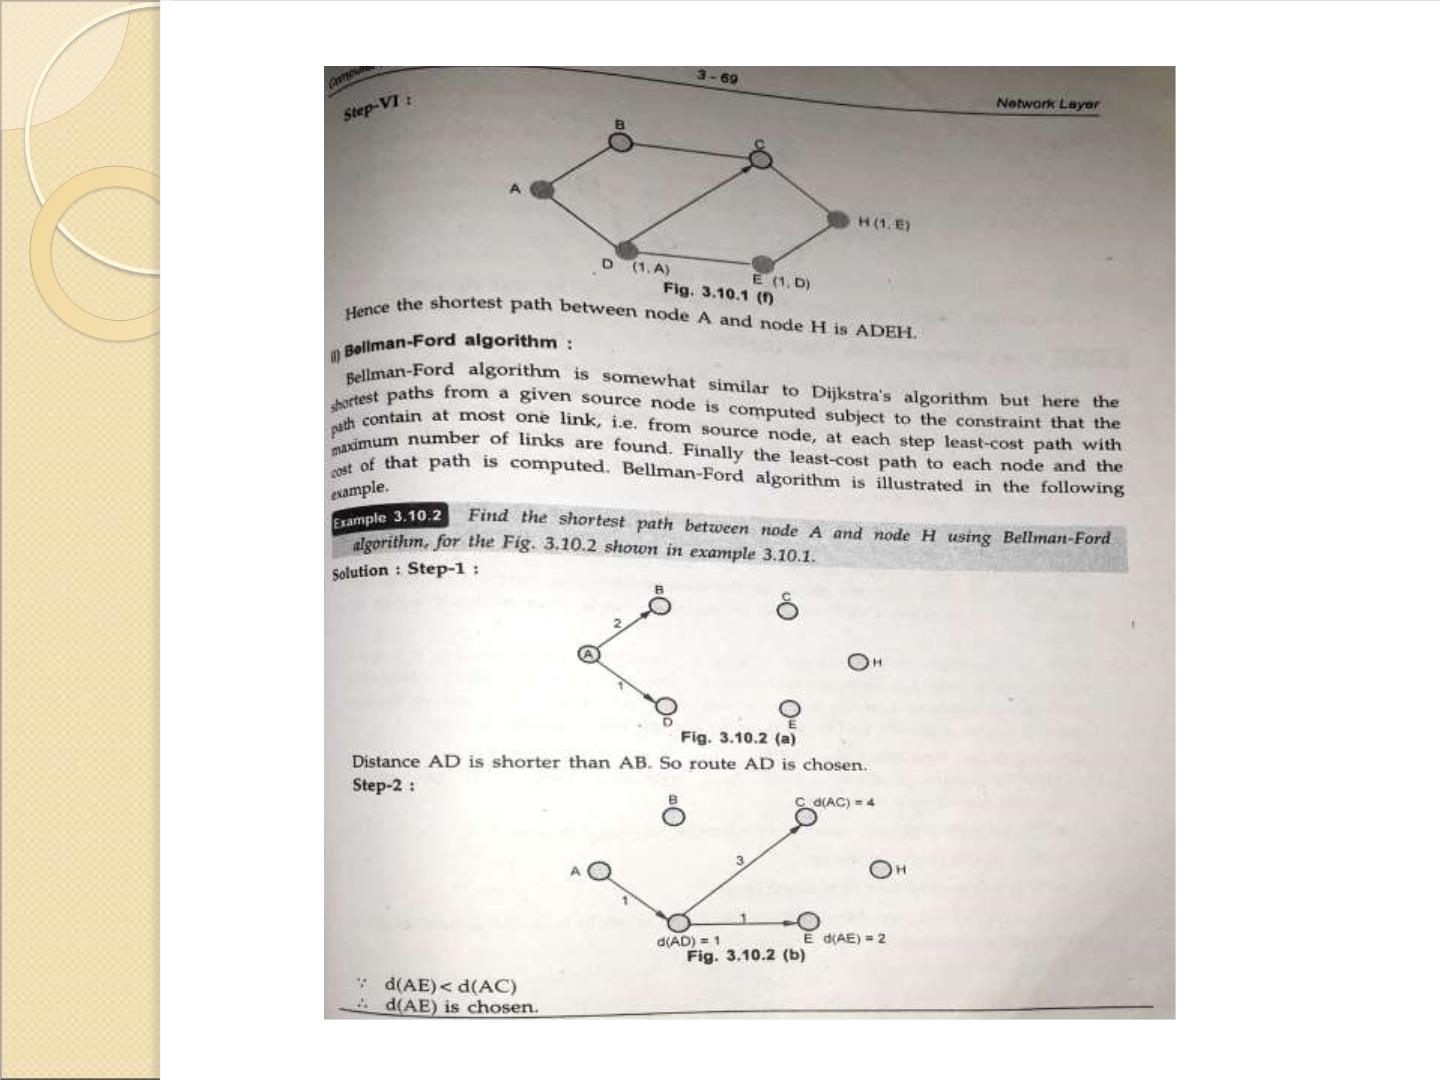 3 - 69
Network Layer
Step-VI :
B
C
A
H (1, E)
D (1, A)
E (1, D)
Fig. 3.10.1 (f)
Hence the shortest path between node A and node H is ADEH.
ii) Bellman-Ford algorithm :
Bellman-Ford algorithm is somewhat similar to Dijkstra's algorithm but here the
shortest paths from a given source node is computed subject to the constraint that the
path contain at most one link, i.e. from source node, at each step least-cost path with
maximum number of links are found. Finally the least-cost path to each node and the
cost of that path is computed. Bellman-Ford algorithm is illustrated in the following
example.
Example 3.10.2 Find the shortest path between node A and node H using Bellman-Ford
algorithm, for the Fig. 3.10.2 shown in example 3.10.1.
Solution : Step-1 :
B
C
2
A
H
1
D
E
Fig. 3.10.2 (a)
Distance AD is shorter than AB. So route AD is chosen.
Step-2 :
B
C d(AC) = 4
3
A
H
1
1
d(AD) = 1
E d(AE) = 2
Fig. 3.10.2 (b)
∵ d(AE) < d(AC)
∴ d(AE) is chosen.